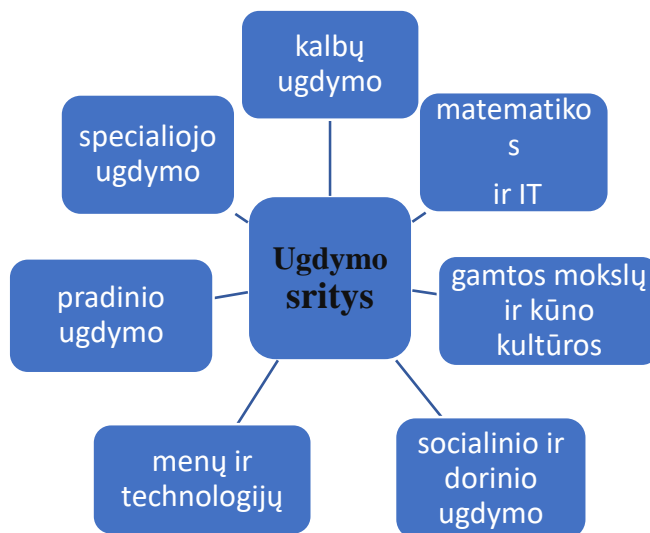 kalbų
ugdymo
matematiko
s
ir IT
gamtos mokslų
ir kūno
kultūros
socialinio ir
dorinio
ugdymo
menų ir
technologijų
pradinio
ugdymo
specialiojo
ugdymo
Ugdymo
sritys